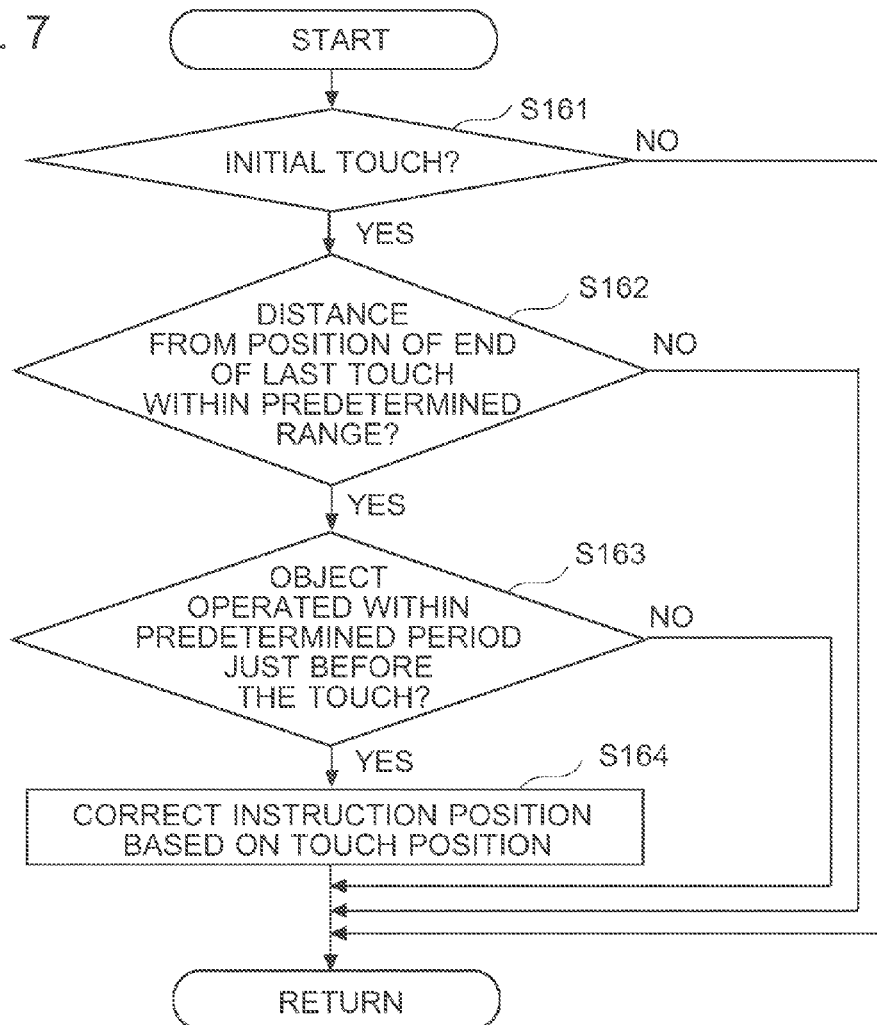 . 7
START
S161
INITIAL TOUCH?
NO
YES
S162
DISTANCE
FROM POSITION OF END
OF LAST TOUCH
WITHIN PREDETERMINED
RANGE?
NO
YES
S163
OBJECT
OPERATED WITHIN
PREDETERMINED PERIOD
JUST BEFORE
THE TOUCH?
NO
YES
S164
CORRECT INSTRUCTION POSITION
BASED ON TOUCH POSITION
RETURN